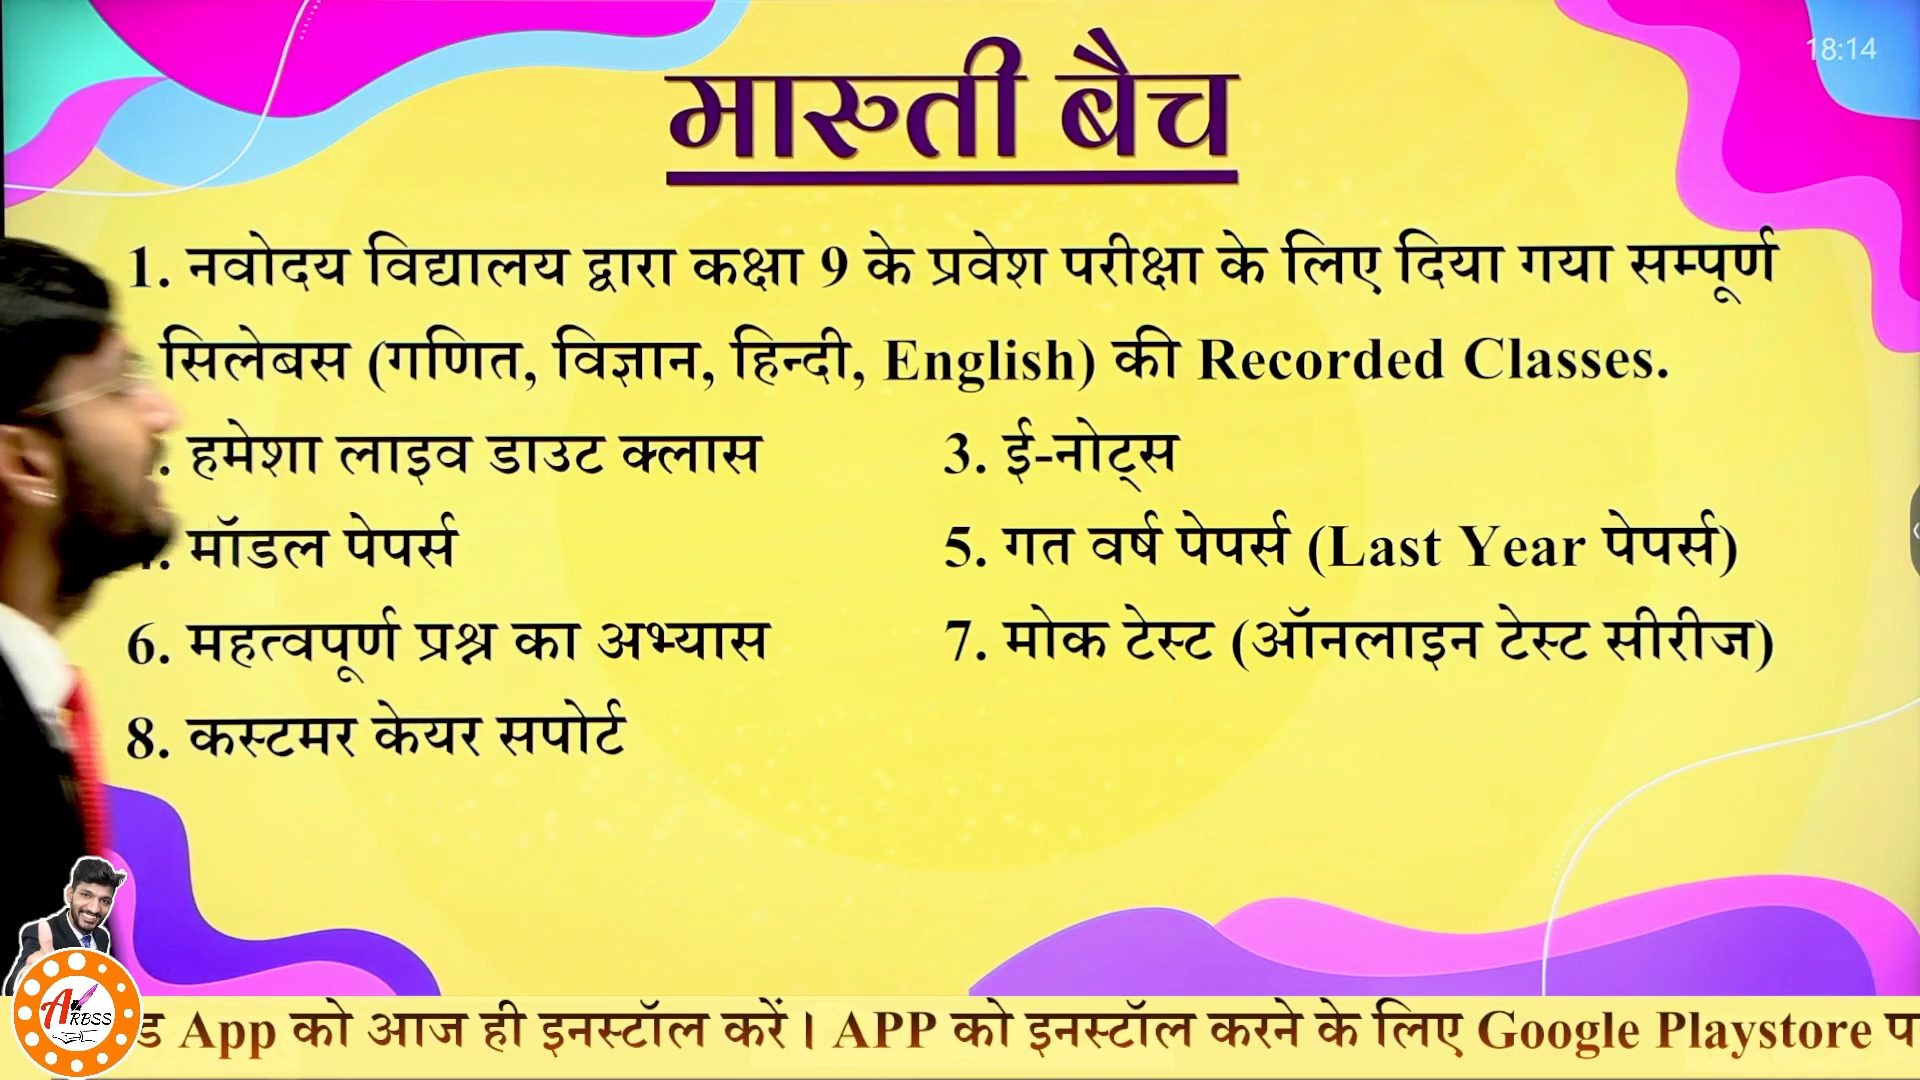 18:14
मारुती बैच
1. नवोदय विद्यालय द्वारा कक्षा 9 के प्रवेश परीक्षा के लिए दिया गया सम्पूर्ण
सिलेबस (गणित, विज्ञान, हिन्दी, English) की Recorded Classes.
. हमेशा लाइव डाउट क्लास
3. ई-नोट्स
. मॉडल पेपर्स
5. गत वर्ष पेपर्स (Last Year पेपर्स)
6. महत्वपूर्ण प्रश्न का अभ्यास
7. मोक टेस्ट (ऑनलाइन टेस्ट सीरीज)
8. कस्टमर केयर सपोर्ट
ARBSS
ड App को आज ही इनस्टॉल करें। APP को इनस्टॉल करने के लिए Google Playstore प